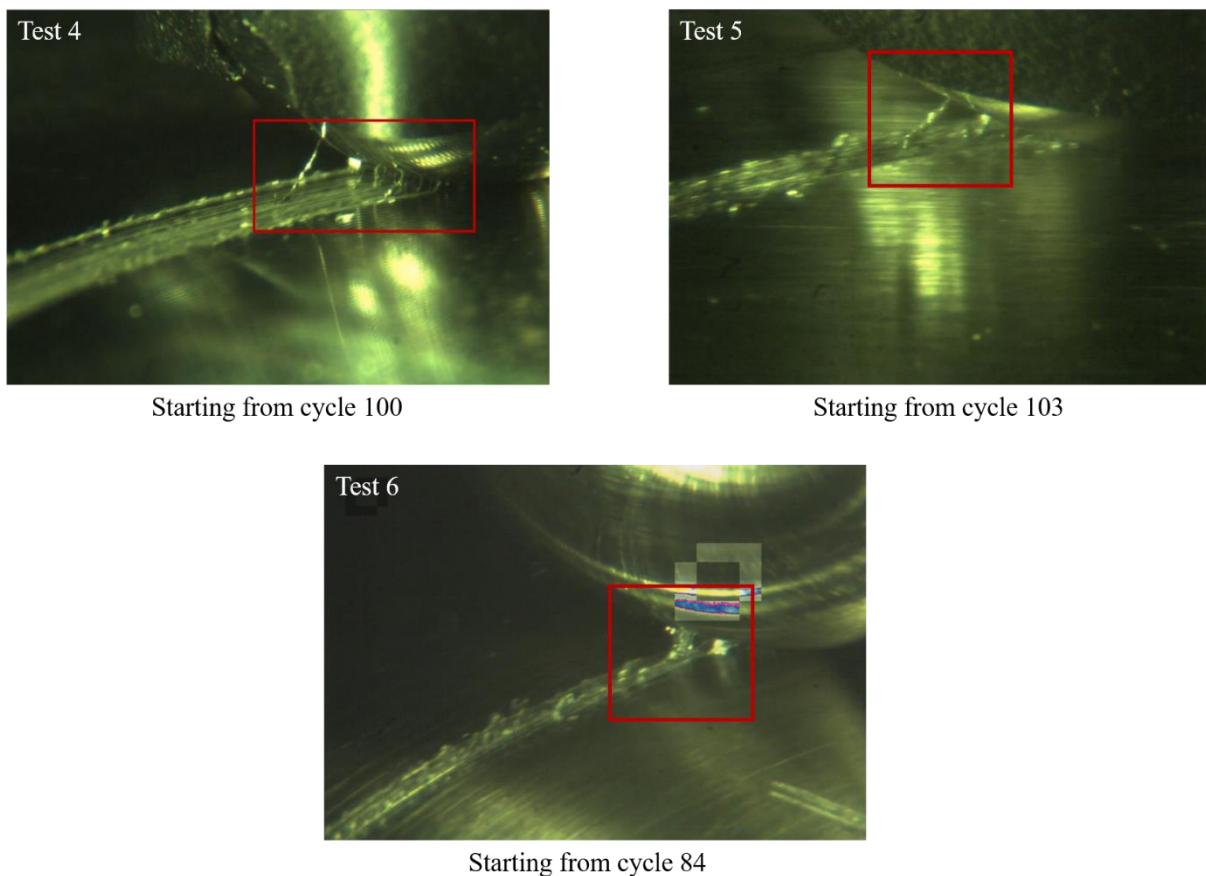 Test 4
Test 5
Starting from cycle 100
Starting from cycle 103
Test 6
Starting from cycle 84